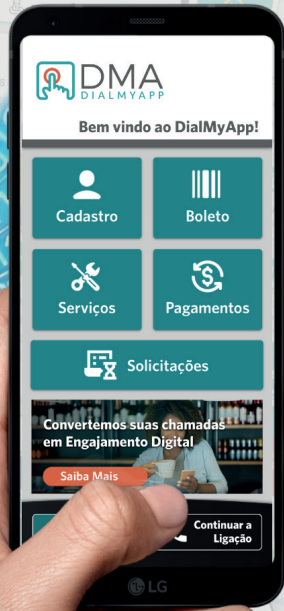 DMA
DIALMYAPP
Bem vindo ao DialMyApp!
Cadastro
Boleto
Serviços
Pagamentos
Solicitações
Convertemos suas chamadas
em Engajamento Digital
Saiba Mais
Continuar a
Ligação
LG